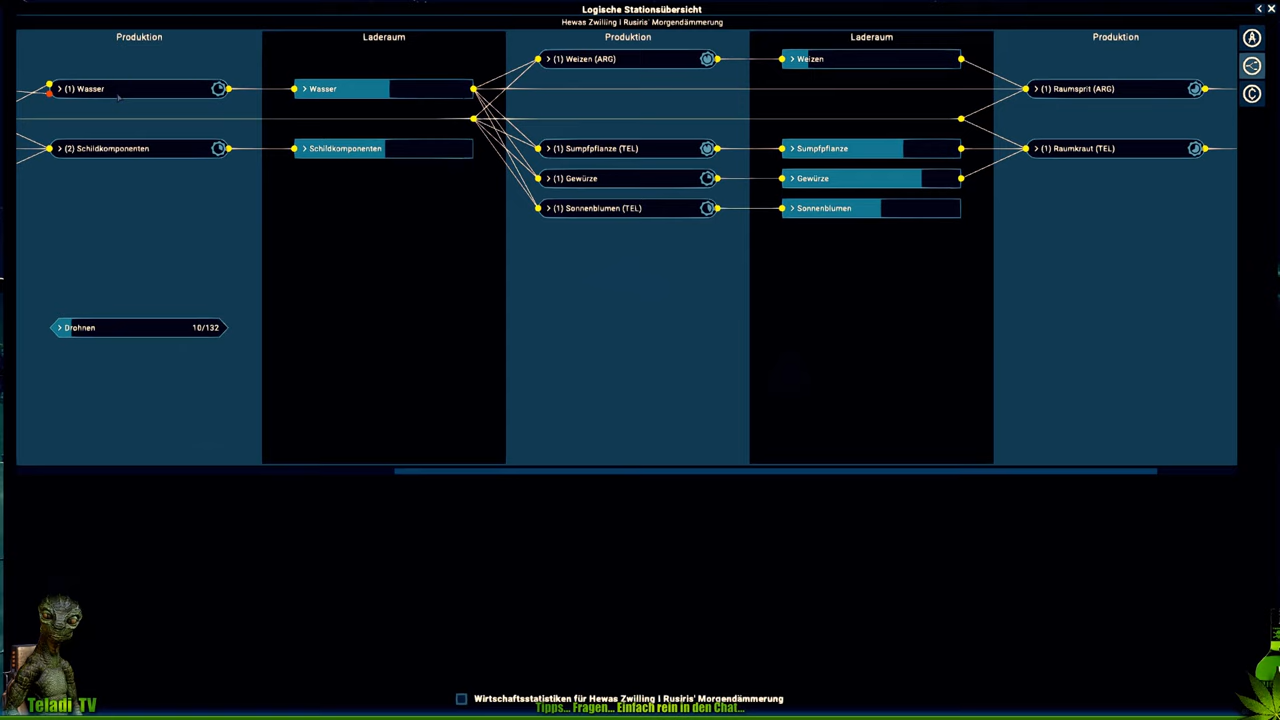 Logische Stationsübersicht
Hewas Zwilling I Rusiris' Morgendämmerung
Produktion
Laderaum
Produktion
Laderaum
Produktion
(1) Weizen (ARG)
Weizen
(1) Wasser
Wasser
(1) Raumsprit (ARG)
(2) Schildkomponenten
Schildkomponenten
(1) Sumpfpflanze (TEL)
Sumpfpflanze
(1) Raumkraut (TEL)
(1) Gewürze
Gewürze
(1) Sonnenblumen (TEL)
Sonnenblumen
Drohnen 10/132
A
C
Wirtschaftsstatistiken für Hewas Zwilling I Rusiris' Morgendämmerung
Tipps... Fragen... Einfach rein in den Chat...
Teladi_TV